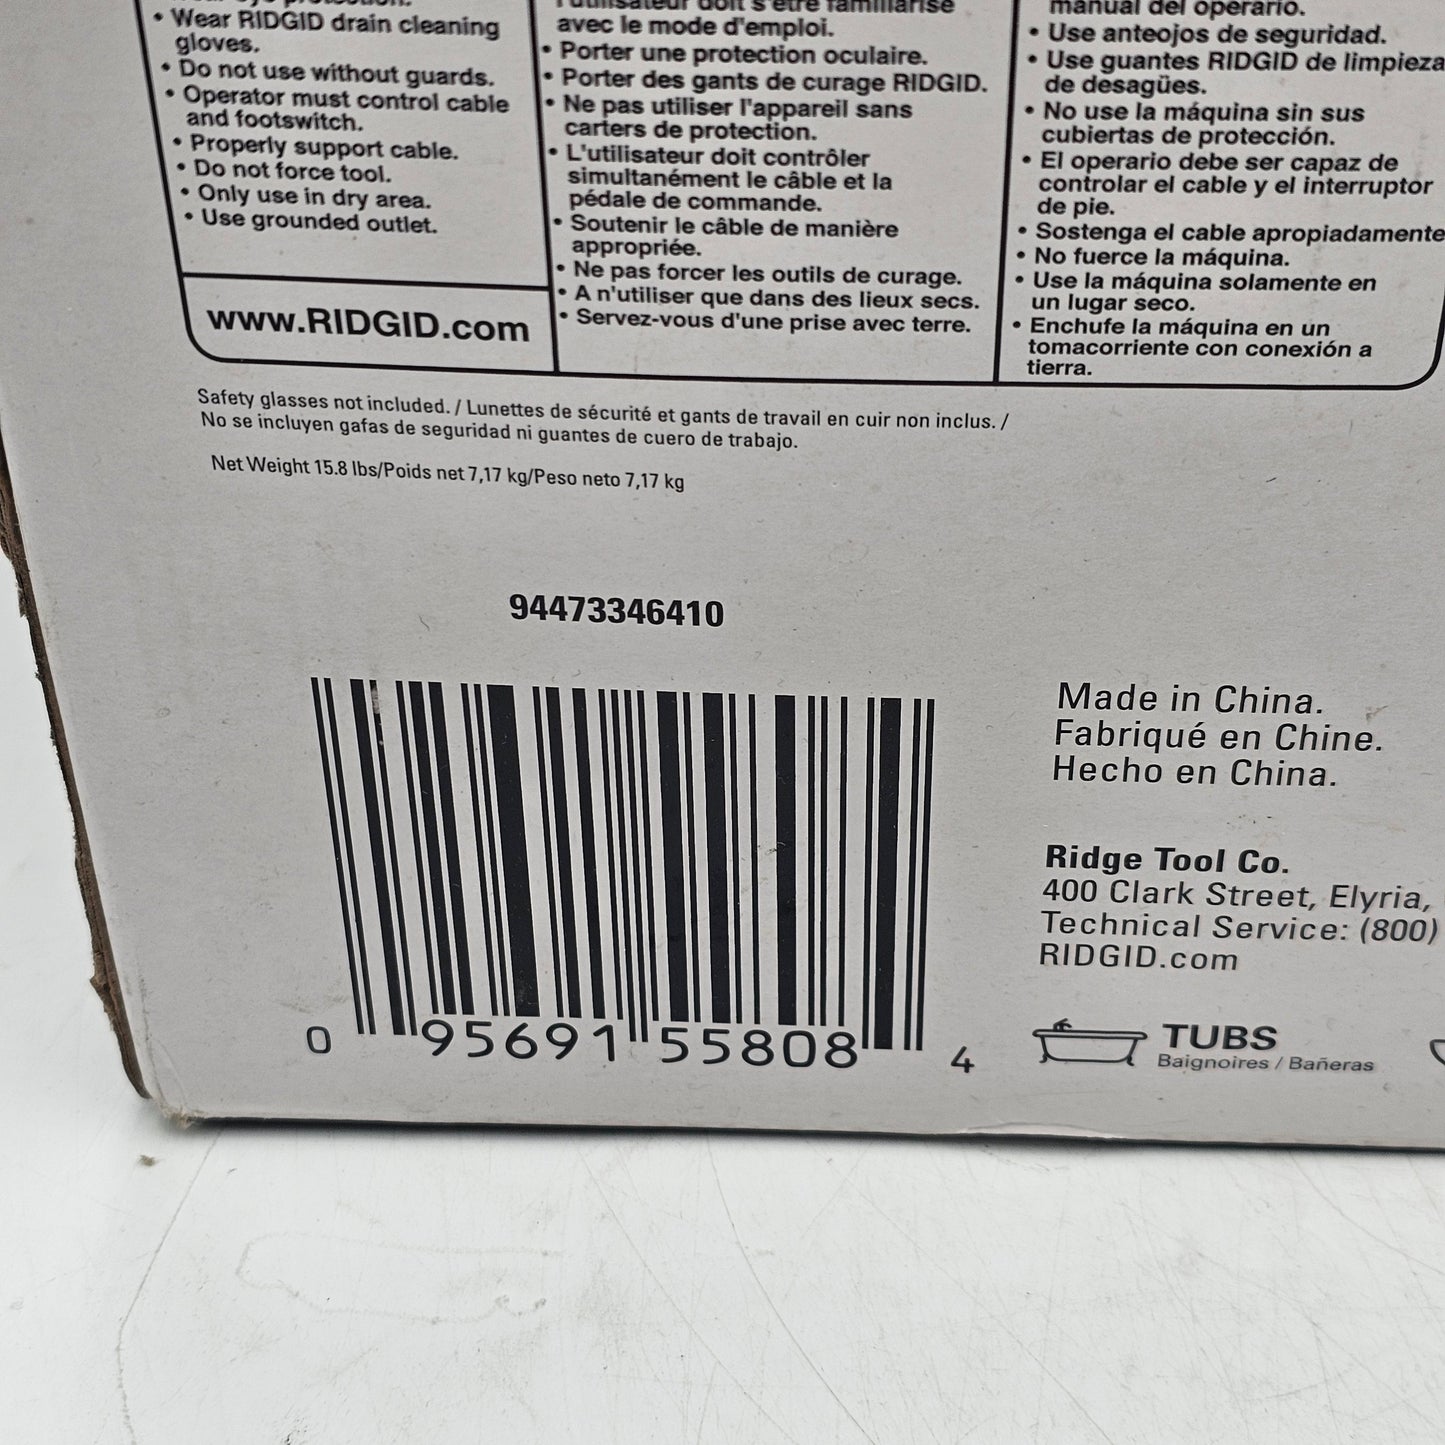 • Wear RIDGID drain cleaning
gloves.
• Do not use without guards.
• Operator must control cable
and footswitch.
• Properly support cable.
• Do not force tool.
• Only use in dry area.
• Use grounded outlet.
www.RIDGID.com
l'utilisateur doit s'être familiarisé
avec le mode d'emploi.
• Porter une protection oculaire.
• Porter des gants de curage RIDGID.
• Ne pas utiliser l'appareil sans
carters de protection.
• L'utilisateur doit contrôler
simultanément le câble et la
pédale de commande.
• Soutenir le câble de manière
appropriée.
• Ne pas forcer les outils de curage.
• A n'utiliser que dans des lieux secs.
• Servez-vous d'une prise avec terre.
manual del operario.
• Use anteojos de seguridad.
• Use guantes RIDGID de limpieza
de desagües.
• No use la máquina sin sus
cubiertas de protección.
• El operario debe ser capaz de
controlar el cable y el interruptor
de pie.
• Sostenga el cable apropiadamente
• No fuerce la máquina.
• Use la máquina solamente en
un lugar seco.
• Enchufe la máquina en un
tomacorriente con conexión a
tierra.
Safety glasses not included. / Lunettes de sécurité et gants de travail en cuir non inclus. /
No se incluyen gafas de seguridad ni guantes de cuero de trabajo.
Net Weight 15.8 lbs/Poids net 7,17 kg/Peso neto 7,17 kg
94473346410
0 95691 55808 4
Made in China.
Fabriqué en Chine.
Hecho en China.
Ridge Tool Co.
400 Clark Street, Elyria,
Technical Service: (800)
RIDGID.com
TUBS
Baignoires / Bañeras